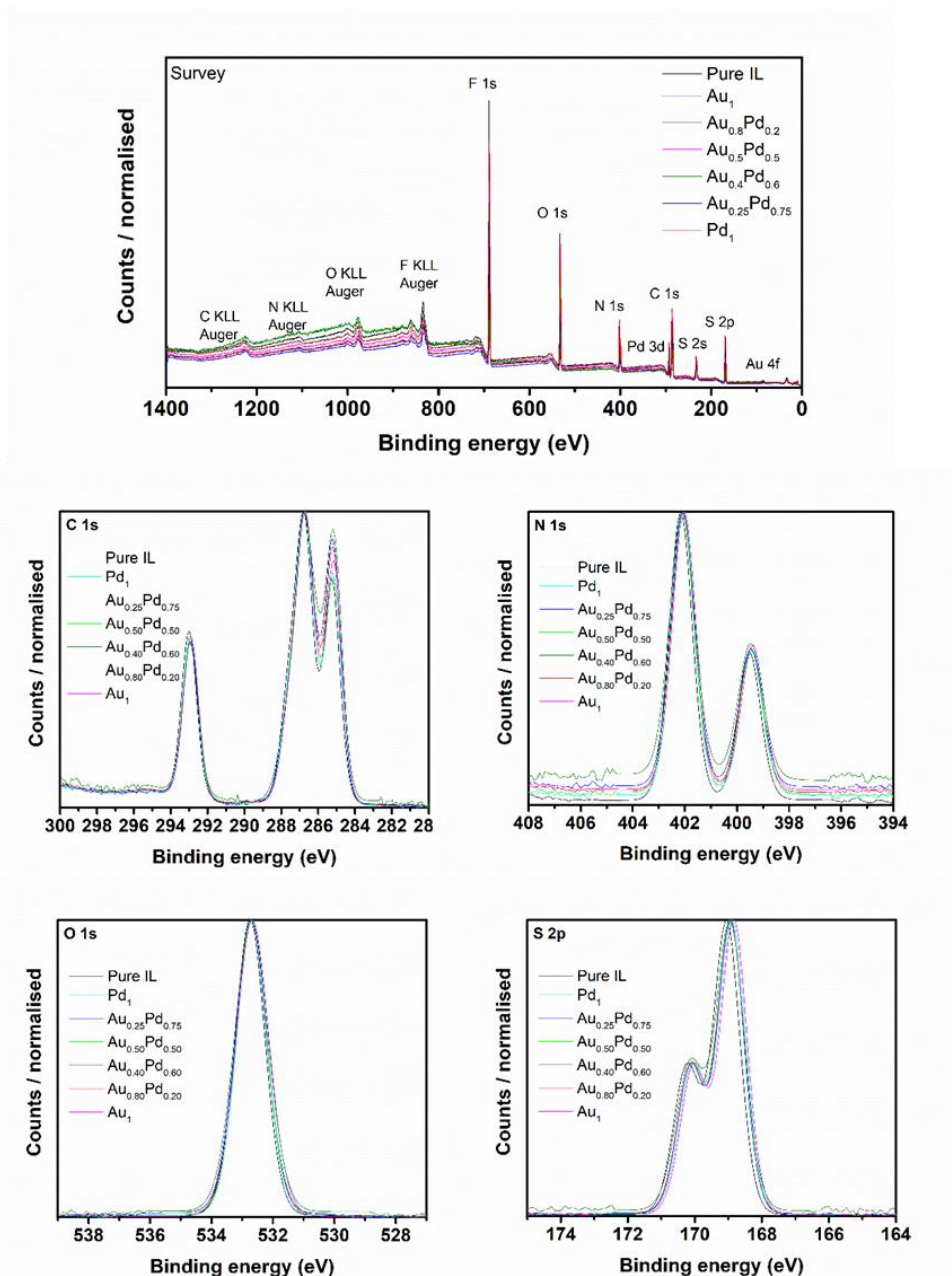 Survey
F 1s
Pure IL
Au1
Au0.8Pd0.2
Au0.5Pd0.5
Au0.4Pd0.6
Au0.25Pd0.75
Pd1
O 1s
O KLL
Auger
F KLL
Auger
N KLL
Auger
C KLL
Auger
N 1s
C 1s
Pd 3d
S 2s
S 2p
Au 4f
Counts / normalised
1400 1200 1000 800 600 400 200 0
Binding energy (eV)
C 1s
Pure IL
Pd1
Au0.25Pd0.75
Au0.50Pd0.50
Au0.40Pd0.60
Au0.80Pd0.20
Au1
Counts / normalised
300 298 296 294 292 290 288 286 284 28
Binding energy (eV)
N 1s
Pure IL
Pd1
Au0.25Pd0.75
Au0.50Pd0.50
Au0.40Pd0.60
Au0.80Pd0.20
Au1
Counts / normalised
408 406 404 402 400 398 396 394
Binding energy (eV)
O 1s
Pure IL
Pd1
Au0.25Pd0.75
Au0.50Pd0.50
Au0.40Pd0.60
Au0.80Pd0.20
Au1
Counts / normalised
538 536 534 532 530 528
Binding energy (eV)
S 2p
Pure IL
Pd1
Au0.25Pd0.75
Au0.50Pd0.50
Au0.40Pd0.60
Au0.80Pd0.20
Au1
Counts / normalised
174 172 170 168 166 164
Binding energy (eV)